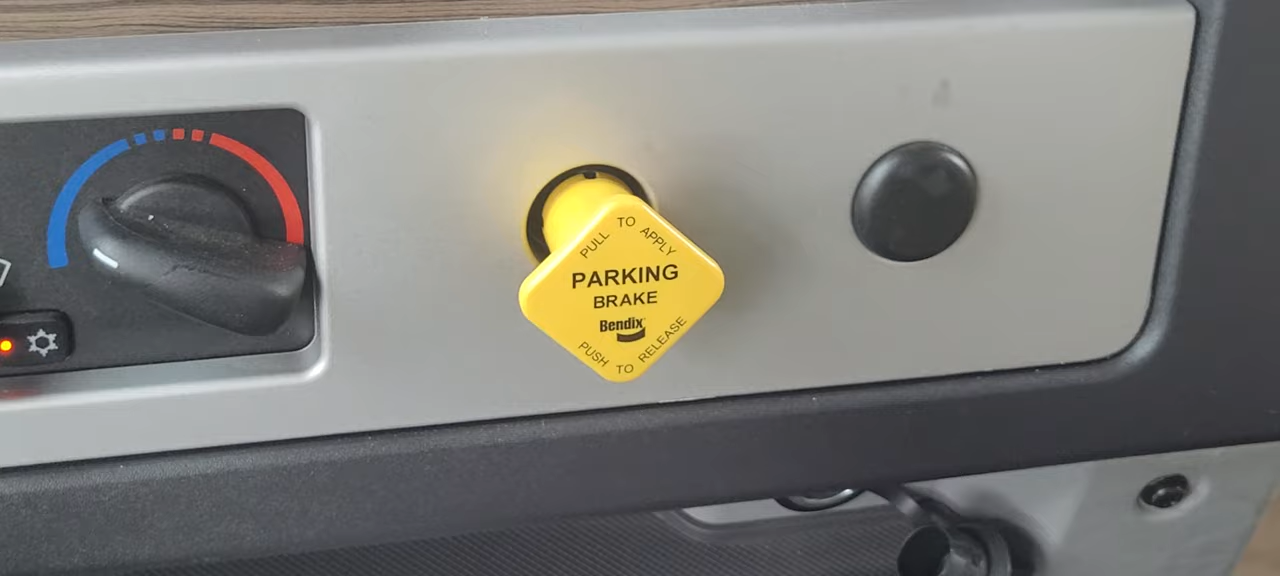 PULL TO APPLY
PARKING
BRAKE
Bendix
PUSH TO RELEASE